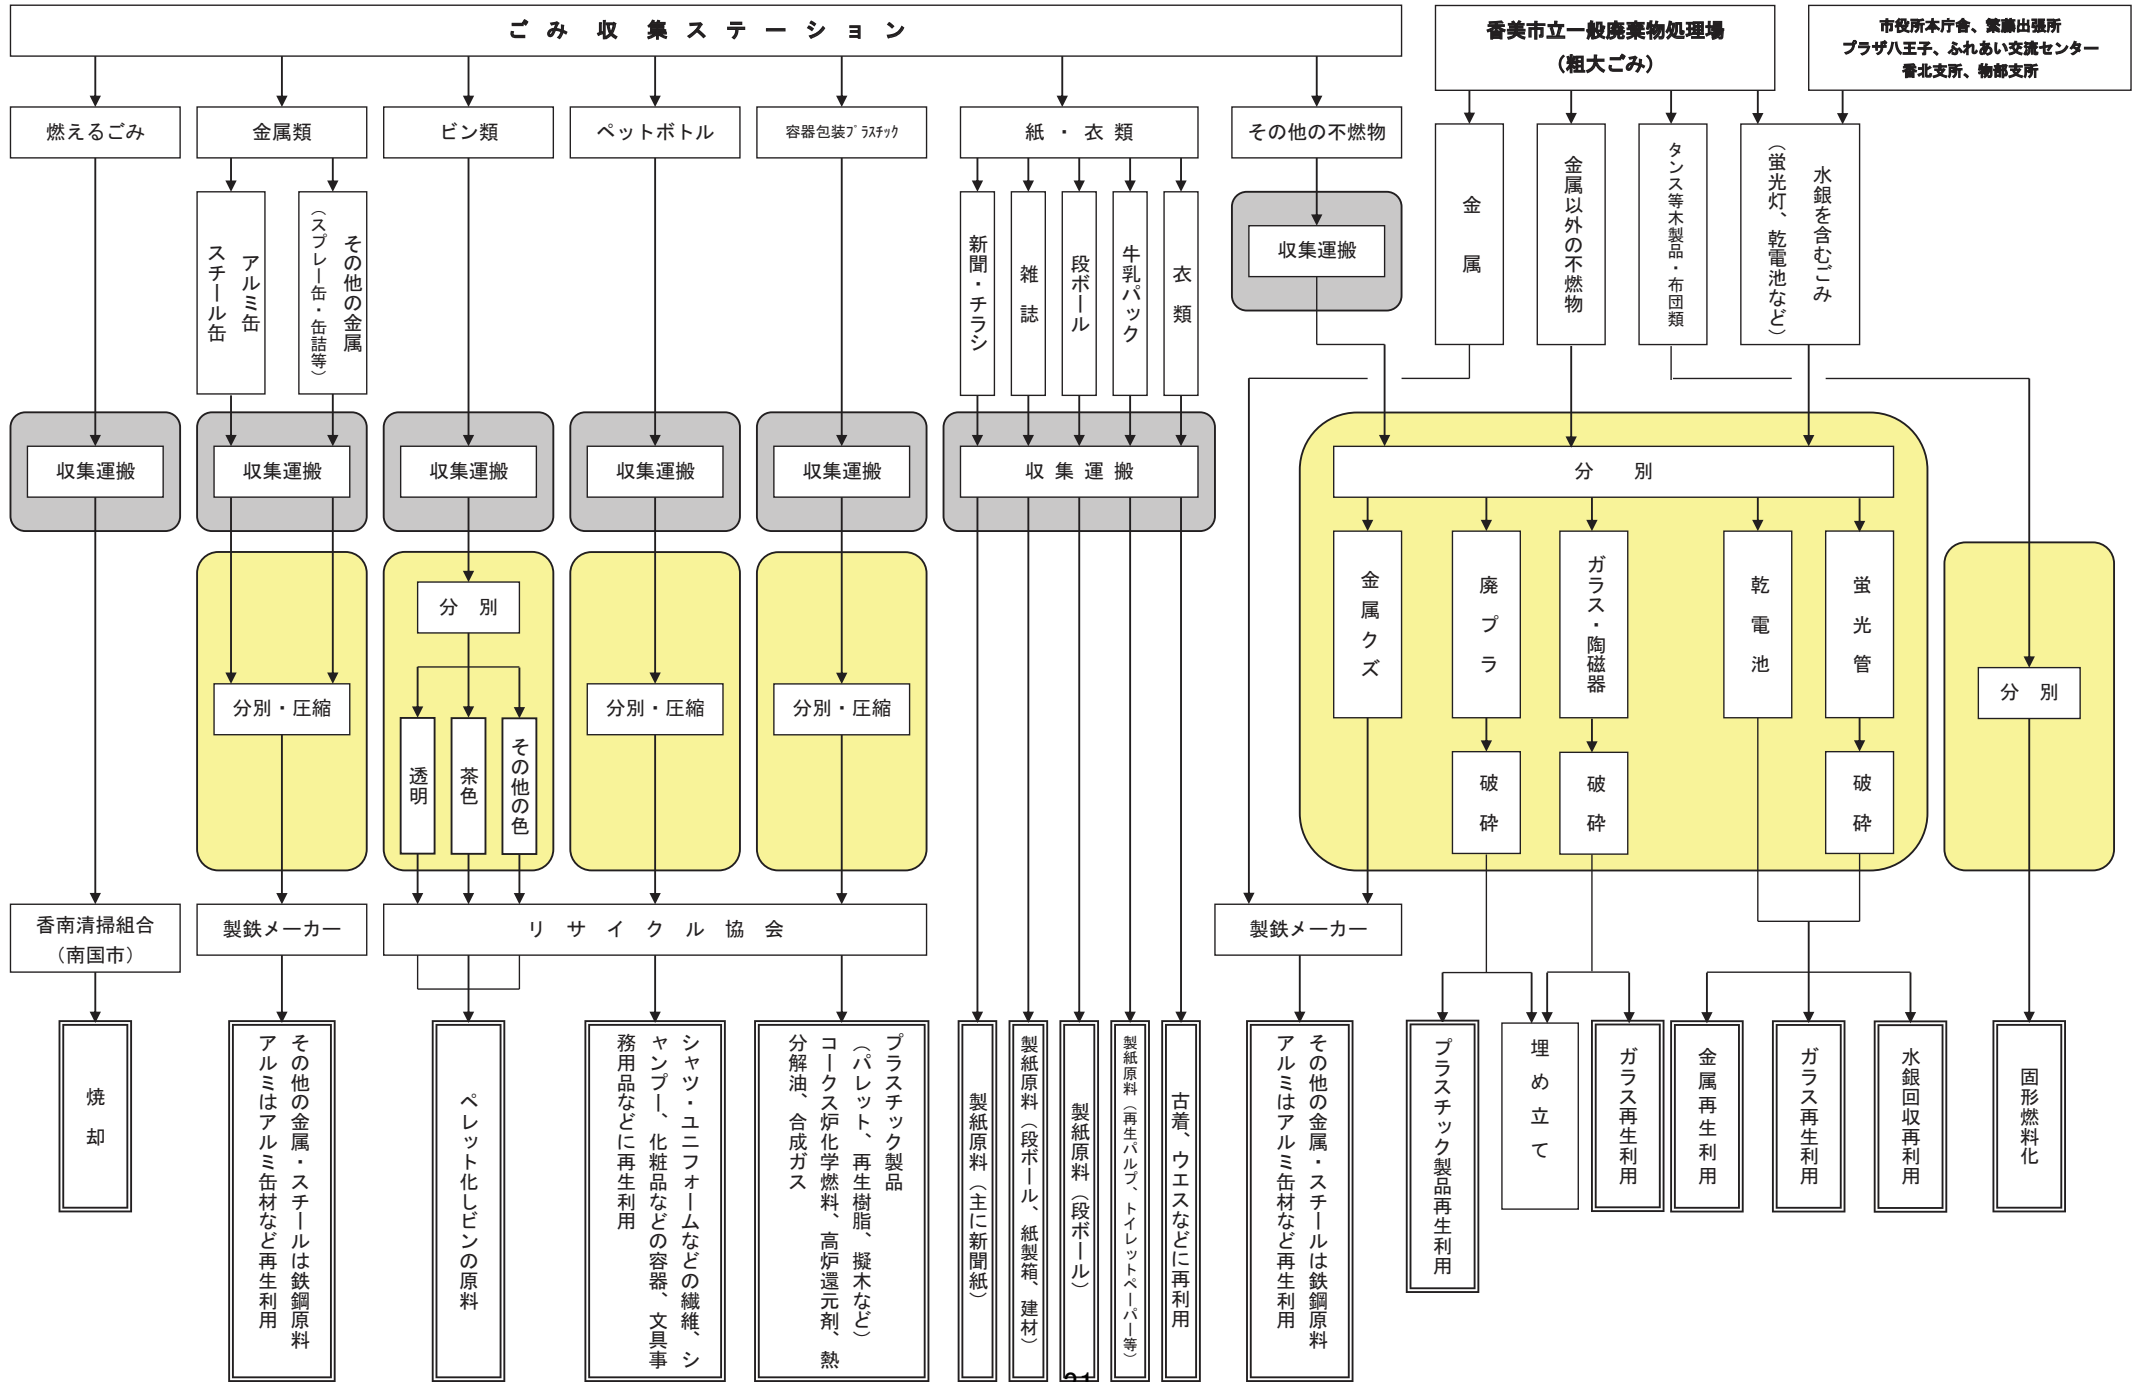 ごみ収集ステーション
香美市立一般廃棄物処理場
(粗大ごみ)
市役所本庁舎、繁藤出張所
プラザ八王子、ふれあい交流センター
香北支所、物部支所
燃えるごみ
金属類
ビン類
ペットボトル
容器包装プラスチック
紙・衣類
その他の不燃物
アルミ缶
スチール缶
その他の金属
(スプレー缶・缶詰等)
新聞・チラシ
雑誌
段ボール
牛乳パック
衣類
収集運搬
金属
金属以外の不燃物
タンス等木製品・布団類
水銀を含むごみ
(蛍光灯、乾電池など)
収集運搬
収集運搬
収集運搬
収集運搬
収集運搬
収集運搬
分別
分別
分別・圧縮
透明
茶色
その他の色
分別・圧縮
分別・圧縮
金属クズ
廃プラ
ガラス・陶磁器
乾電池
蛍光管
破砕
破砕
破砕
分別
香南清掃組合
(南国市)
製鉄メーカー
リサイクル協会
製鉄メーカー
焼却
その他の金属・スチールは鉄鋼原料
アルミはアルミ缶材など再生利用
ペレット化しビンの原料
シャツ・ユニフォームなどの繊維、シ
ャンプー、化粧品などの容器、文具事
務用品などに再生利用
プラスチック製品
(パレット、再生樹脂、擬木など)
コークス炉化学燃料、高炉還元剤、熱
分解油、合成ガス
製紙原料(主に新聞紙)
製紙原料(段ボール、紙製箱、建材)
製紙原料(段ボール)
製紙原料(再生パルプ、トイレットペーパー等)
古着、ウエスなどに再利用
その他の金属・スチールは鉄鋼原料
アルミはアルミ缶材など再生利用
プラスチック製品再生利用
埋め立て
ガラス再生利用
金属再生利用
ガラス再生利用
水銀回収再利用
固形燃料化